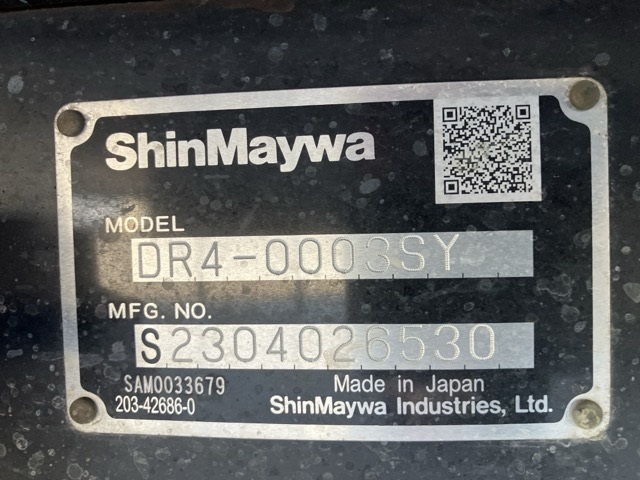 ShinMaywa
MODEL
DR4-0003SY
MFG. NO.
S2304026530
SAM0033679
Made in Japan
203-42686-0
ShinMaywa Industries, Ltd.